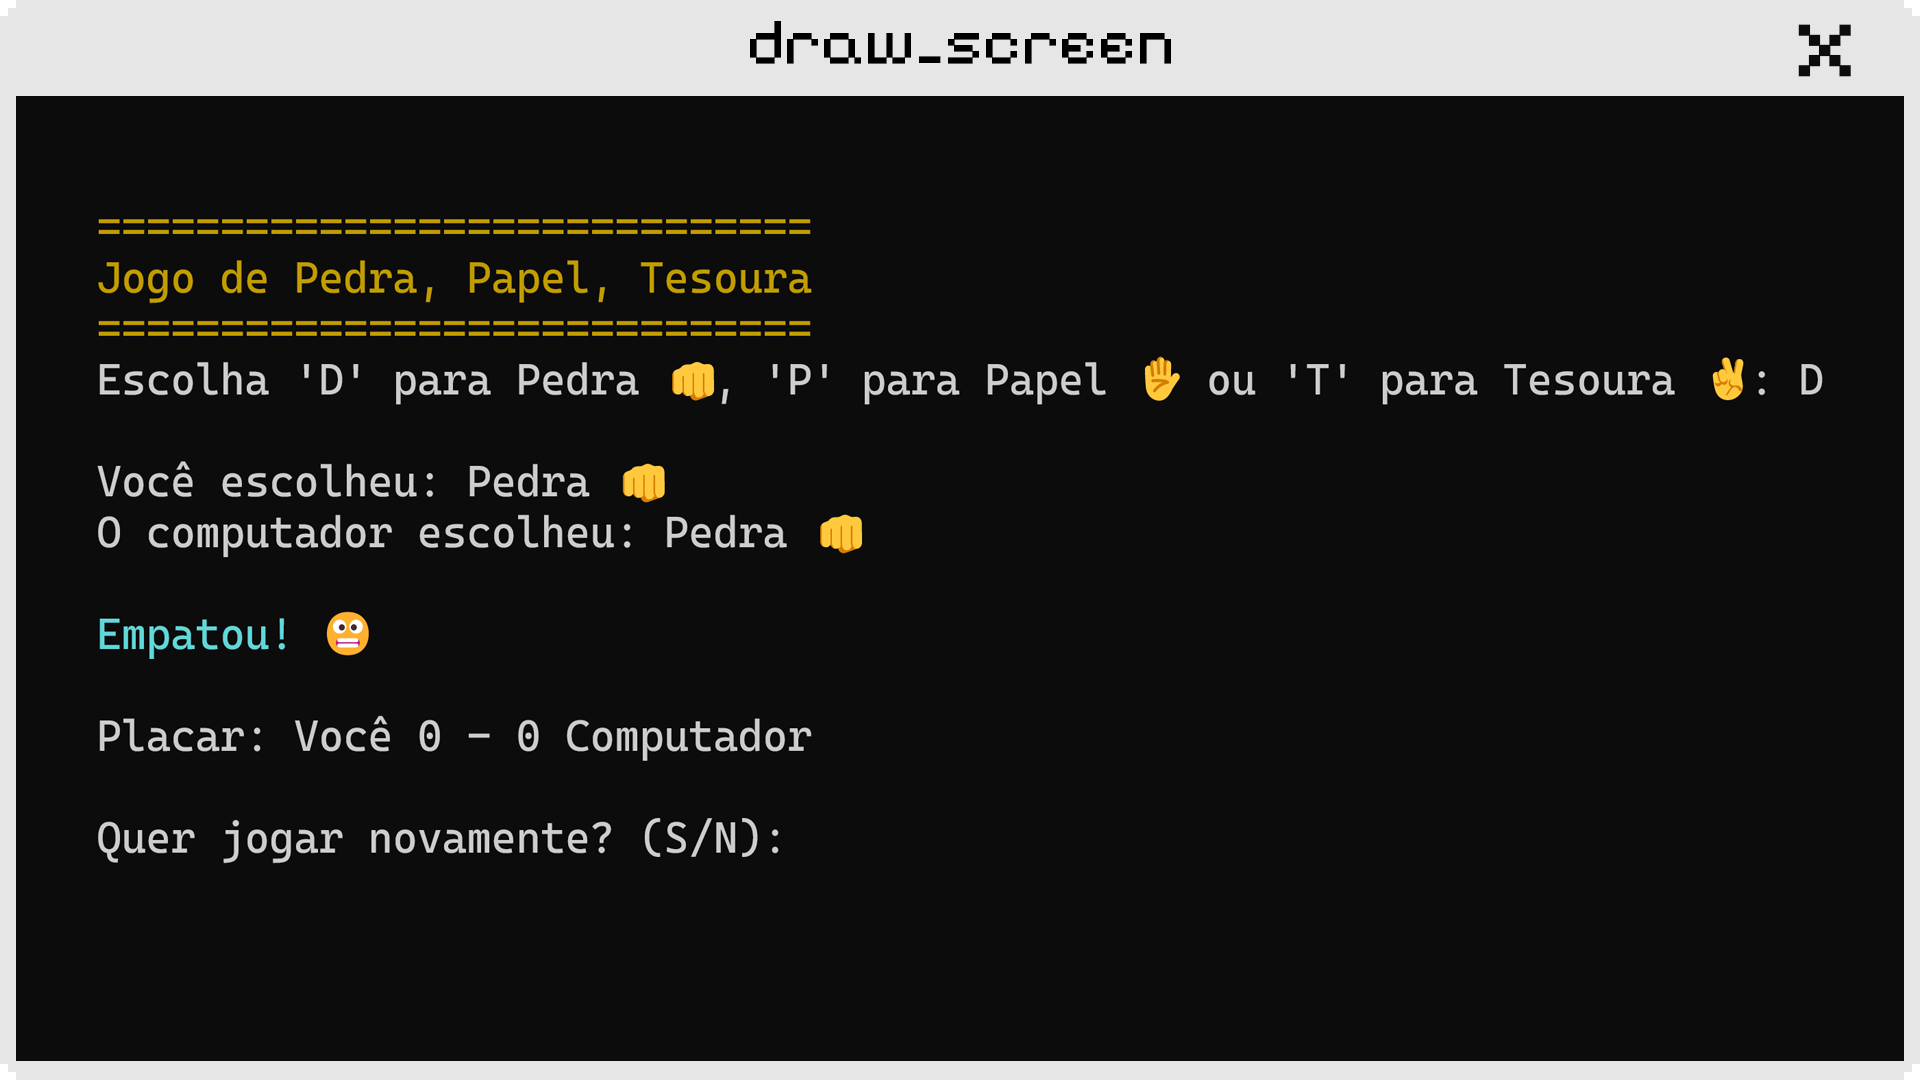 draw_screen
=============================
Jogo de Pedra, Papel, Tesoura
=============================
Escolha 'D' para Pedra 👊, 'P' para Papel ✋ ou 'T' para Tesoura ✌: D
Você escolheu: Pedra 👊
O computador escolheu: Pedra 👊
Empatou! 😬
Placar: Você 0 - 0 Computador
Quer jogar novamente? (S/N):